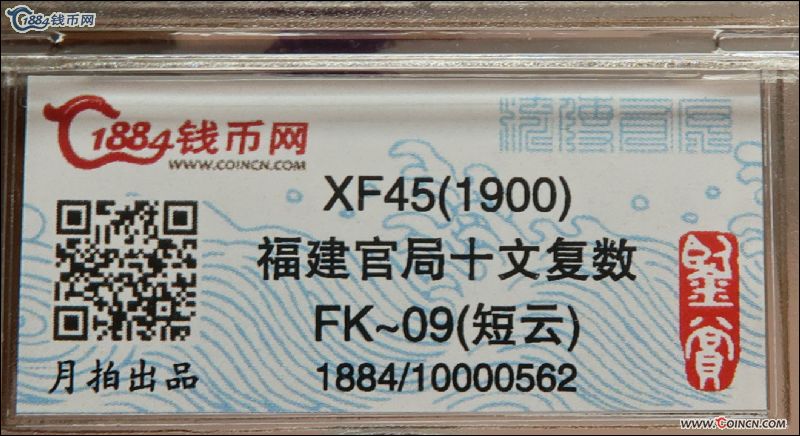 1884钱币网
1884钱币网
WWW.COINCN.COM
XF45(1900)
福建官局十文复数
FK~09(短云)
月拍出品
1884/10000562
鉴赏
WWW.COINCN.COM